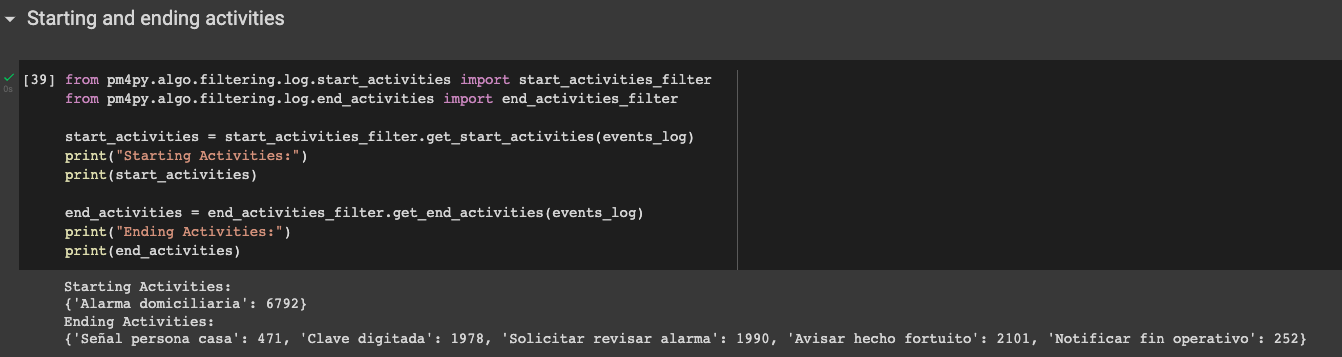 Starting and ending activities
[39] from pm4py.algo.filtering.log.start_activities import start_activities_filter
from pm4py.algo.filtering.log.end_activities import end_activities_filter
start_activities = start_activities_filter.get_start_activities(events_log)
print("Starting Activities:")
print(start_activities)
end_activities = end_activities_filter.get_end_activities(events_log)
print("Ending Activities:")
print(end_activities)
0s
Starting Activities:
{'Alarma domiciliaria': 6792}
Ending Activities:
{'Señal persona casa': 471, 'Clave digitada': 1978, 'Solicitar revisar alarma': 1990, 'Avisar hecho fortuito': 2101, 'Notificar fin operativo': 252}